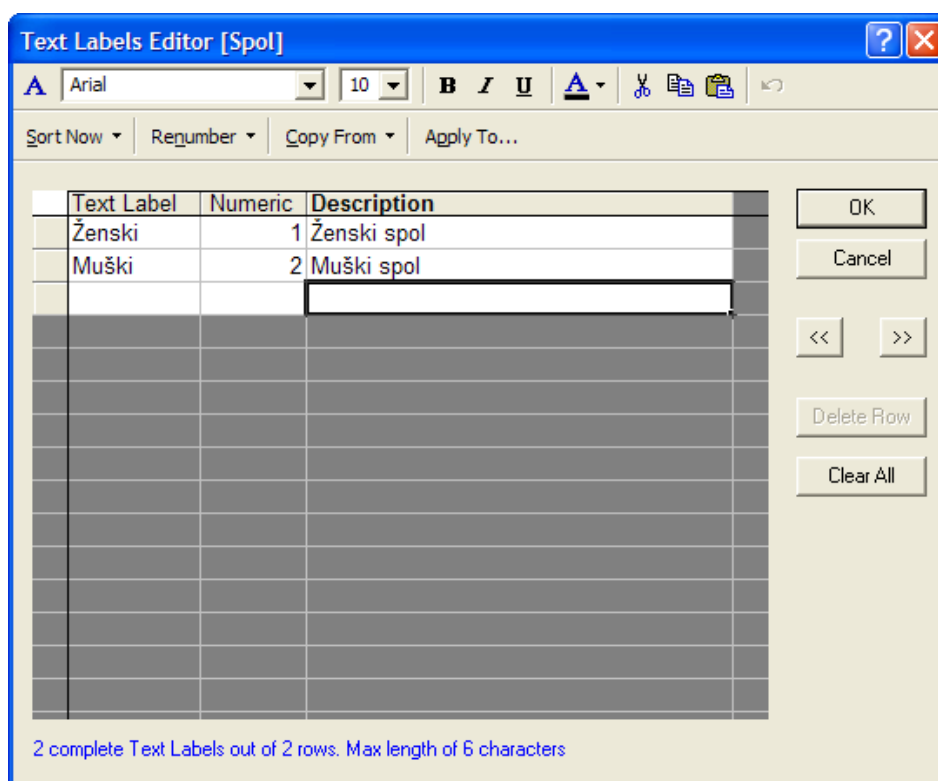 Text Labels Editor [Spol]
A Arial 10 B I U A
Sort Now Renumber Copy From Apply To...
Text Label Numeric Description
Ženski 1 Ženski spol
Muški 2 Muški spol
OK
Cancel
<< >>
Delete Row
Clear All
2 complete Text Labels out of 2 rows. Max length of 6 characters